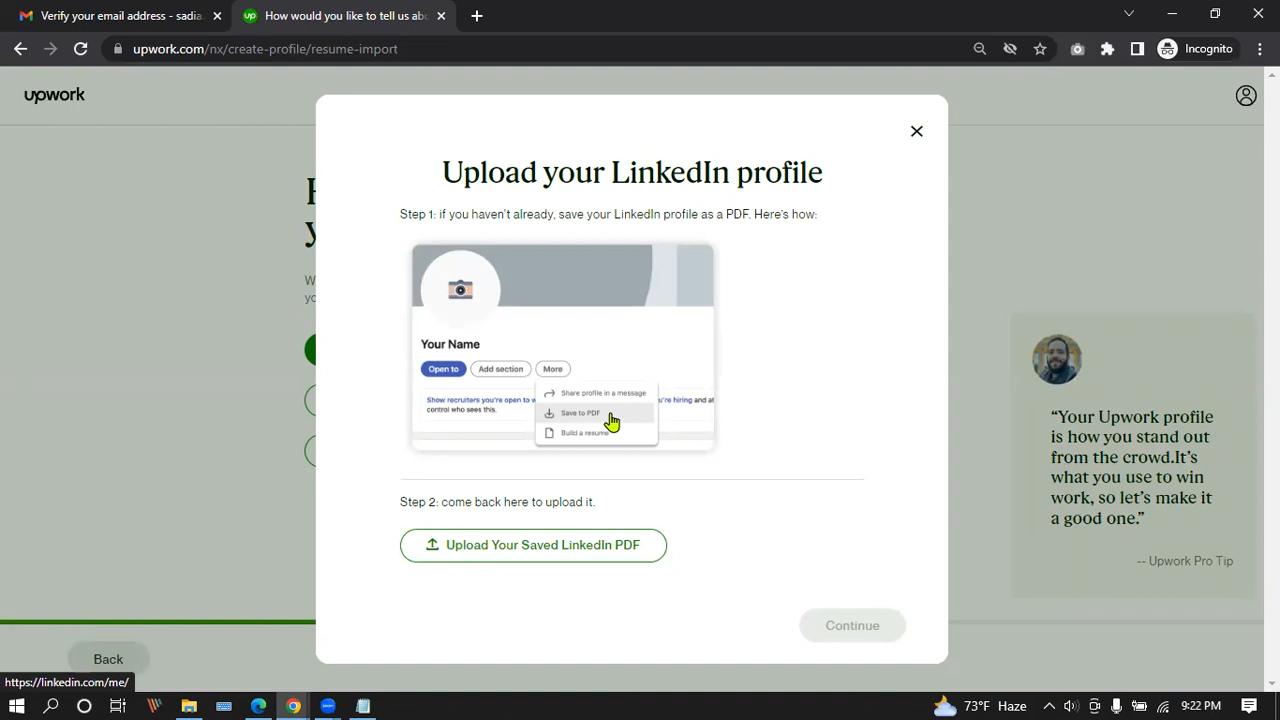 Verify your email address - sadia
How would you like to tell us abo
upwork.com/nx/create-profile/resume-import
Incognito
upwork
Upload your LinkedIn profile
Step 1: if you haven't already, save your LinkedIn profile as a PDF. Here's how:
Your Name
Open to
Add section
More
Share profile in a message
Show recruiters you're open to w
're hiring and at
control who sees this.
Save to PDF
Build a resume
Step 2: come back here to upload it.
Upload Your Saved LinkedIn PDF
Continue
“Your Upwork profile
is how you stand out
from the crowd.It's
what you use to win
work, so let's make it
a good one.”
-- Upwork Pro Tip
Back
https://linkedin.com/me/
73°F Haze
9:22 PM